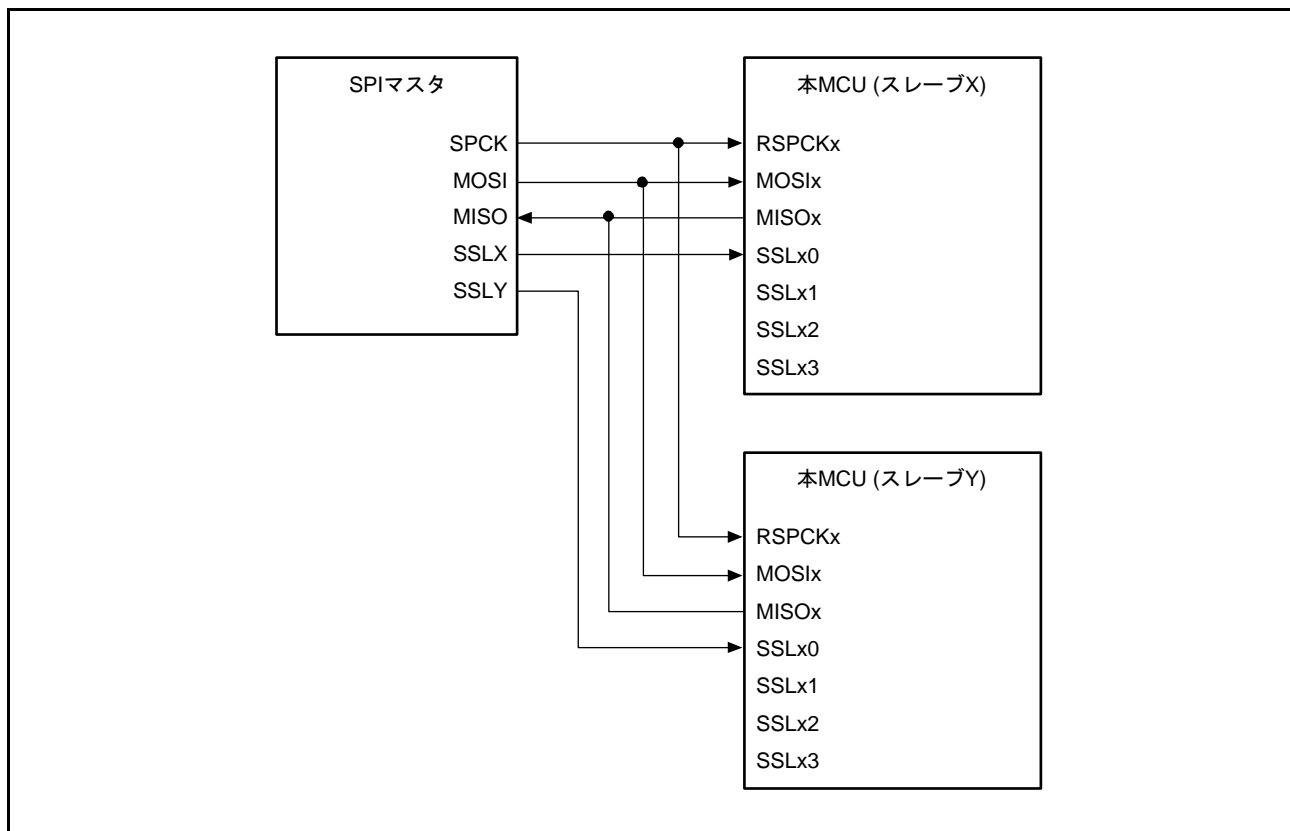 SPIマスタ
SPCK
MOSI
MISO
SSLX
SSLY
本MCU (スレーブX)
RSPCKx
MOSIx
MISOx
SSLx0
SSLx1
SSLx2
SSLx3
本MCU (スレーブY)
RSPCKx
MOSIx
MISOx
SSLx0
SSLx1
SSLx2
SSLx3